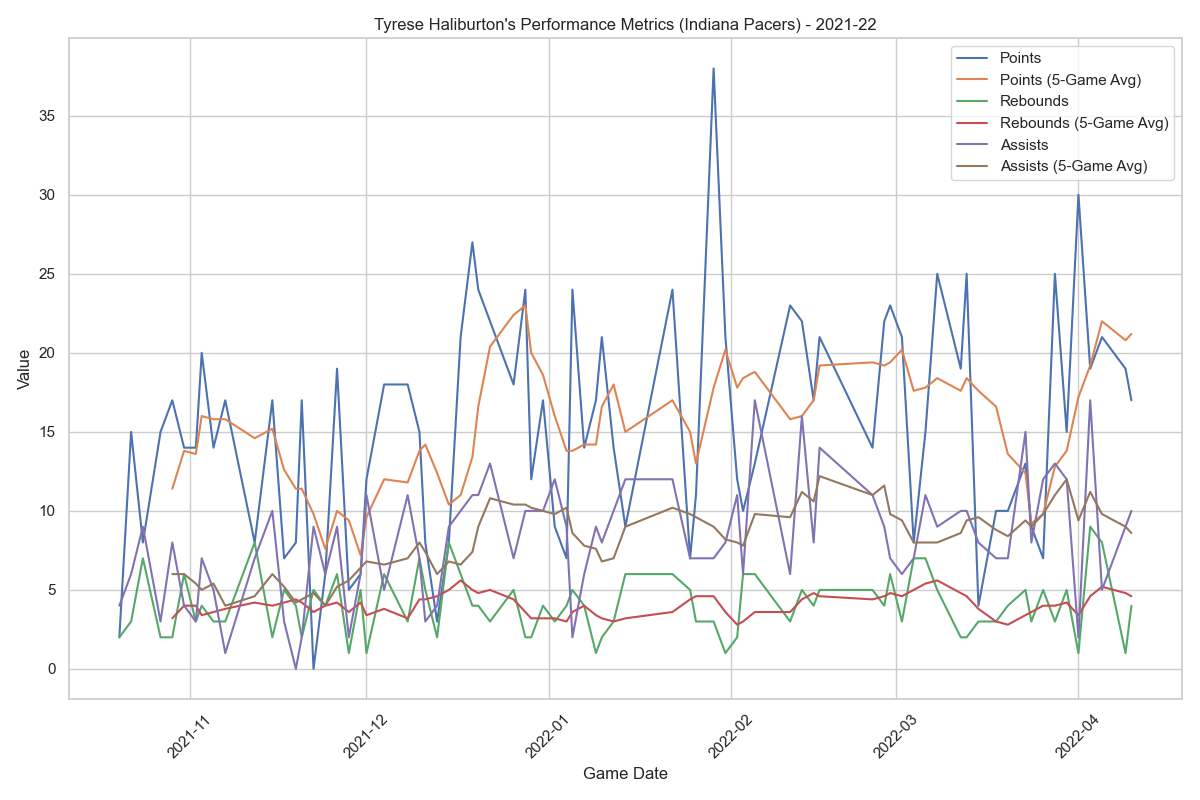 Tyrese Haliburton's Performance Metrics (Indiana Pacers) - 2021-22
Points
Points (5-Game Avg)
Rebounds
Rebounds (5-Game Avg)
Assists
Assists (5-Game Avg)
Value
35
30
25
20
15
10
5
0
2021-11
2021-12
2022-01
2022-02
2022-03
2022-04
Game Date